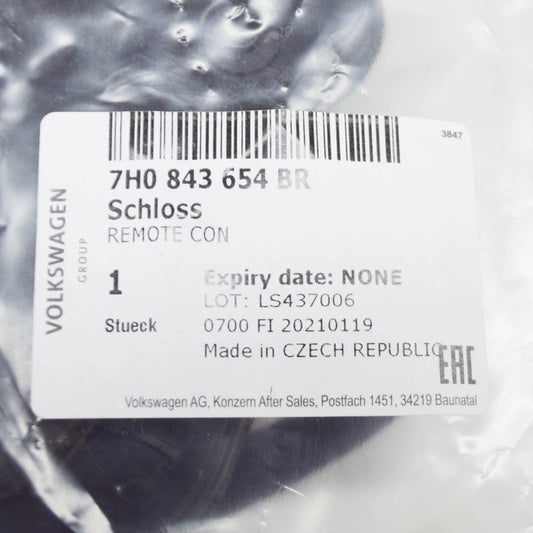 3847
7H0 843 654 BR
Schloss
REMOTE CON
VOLKSWAGEN
GROUP
1
Expiry date: NONE
LOT: LS437006
Stueck
0700 FI 20210119
Made in CZECH REPUBLIC
EAC
Volkswagen AG, Konzern After Sales, Postfach 1451, 34219 Baunatal